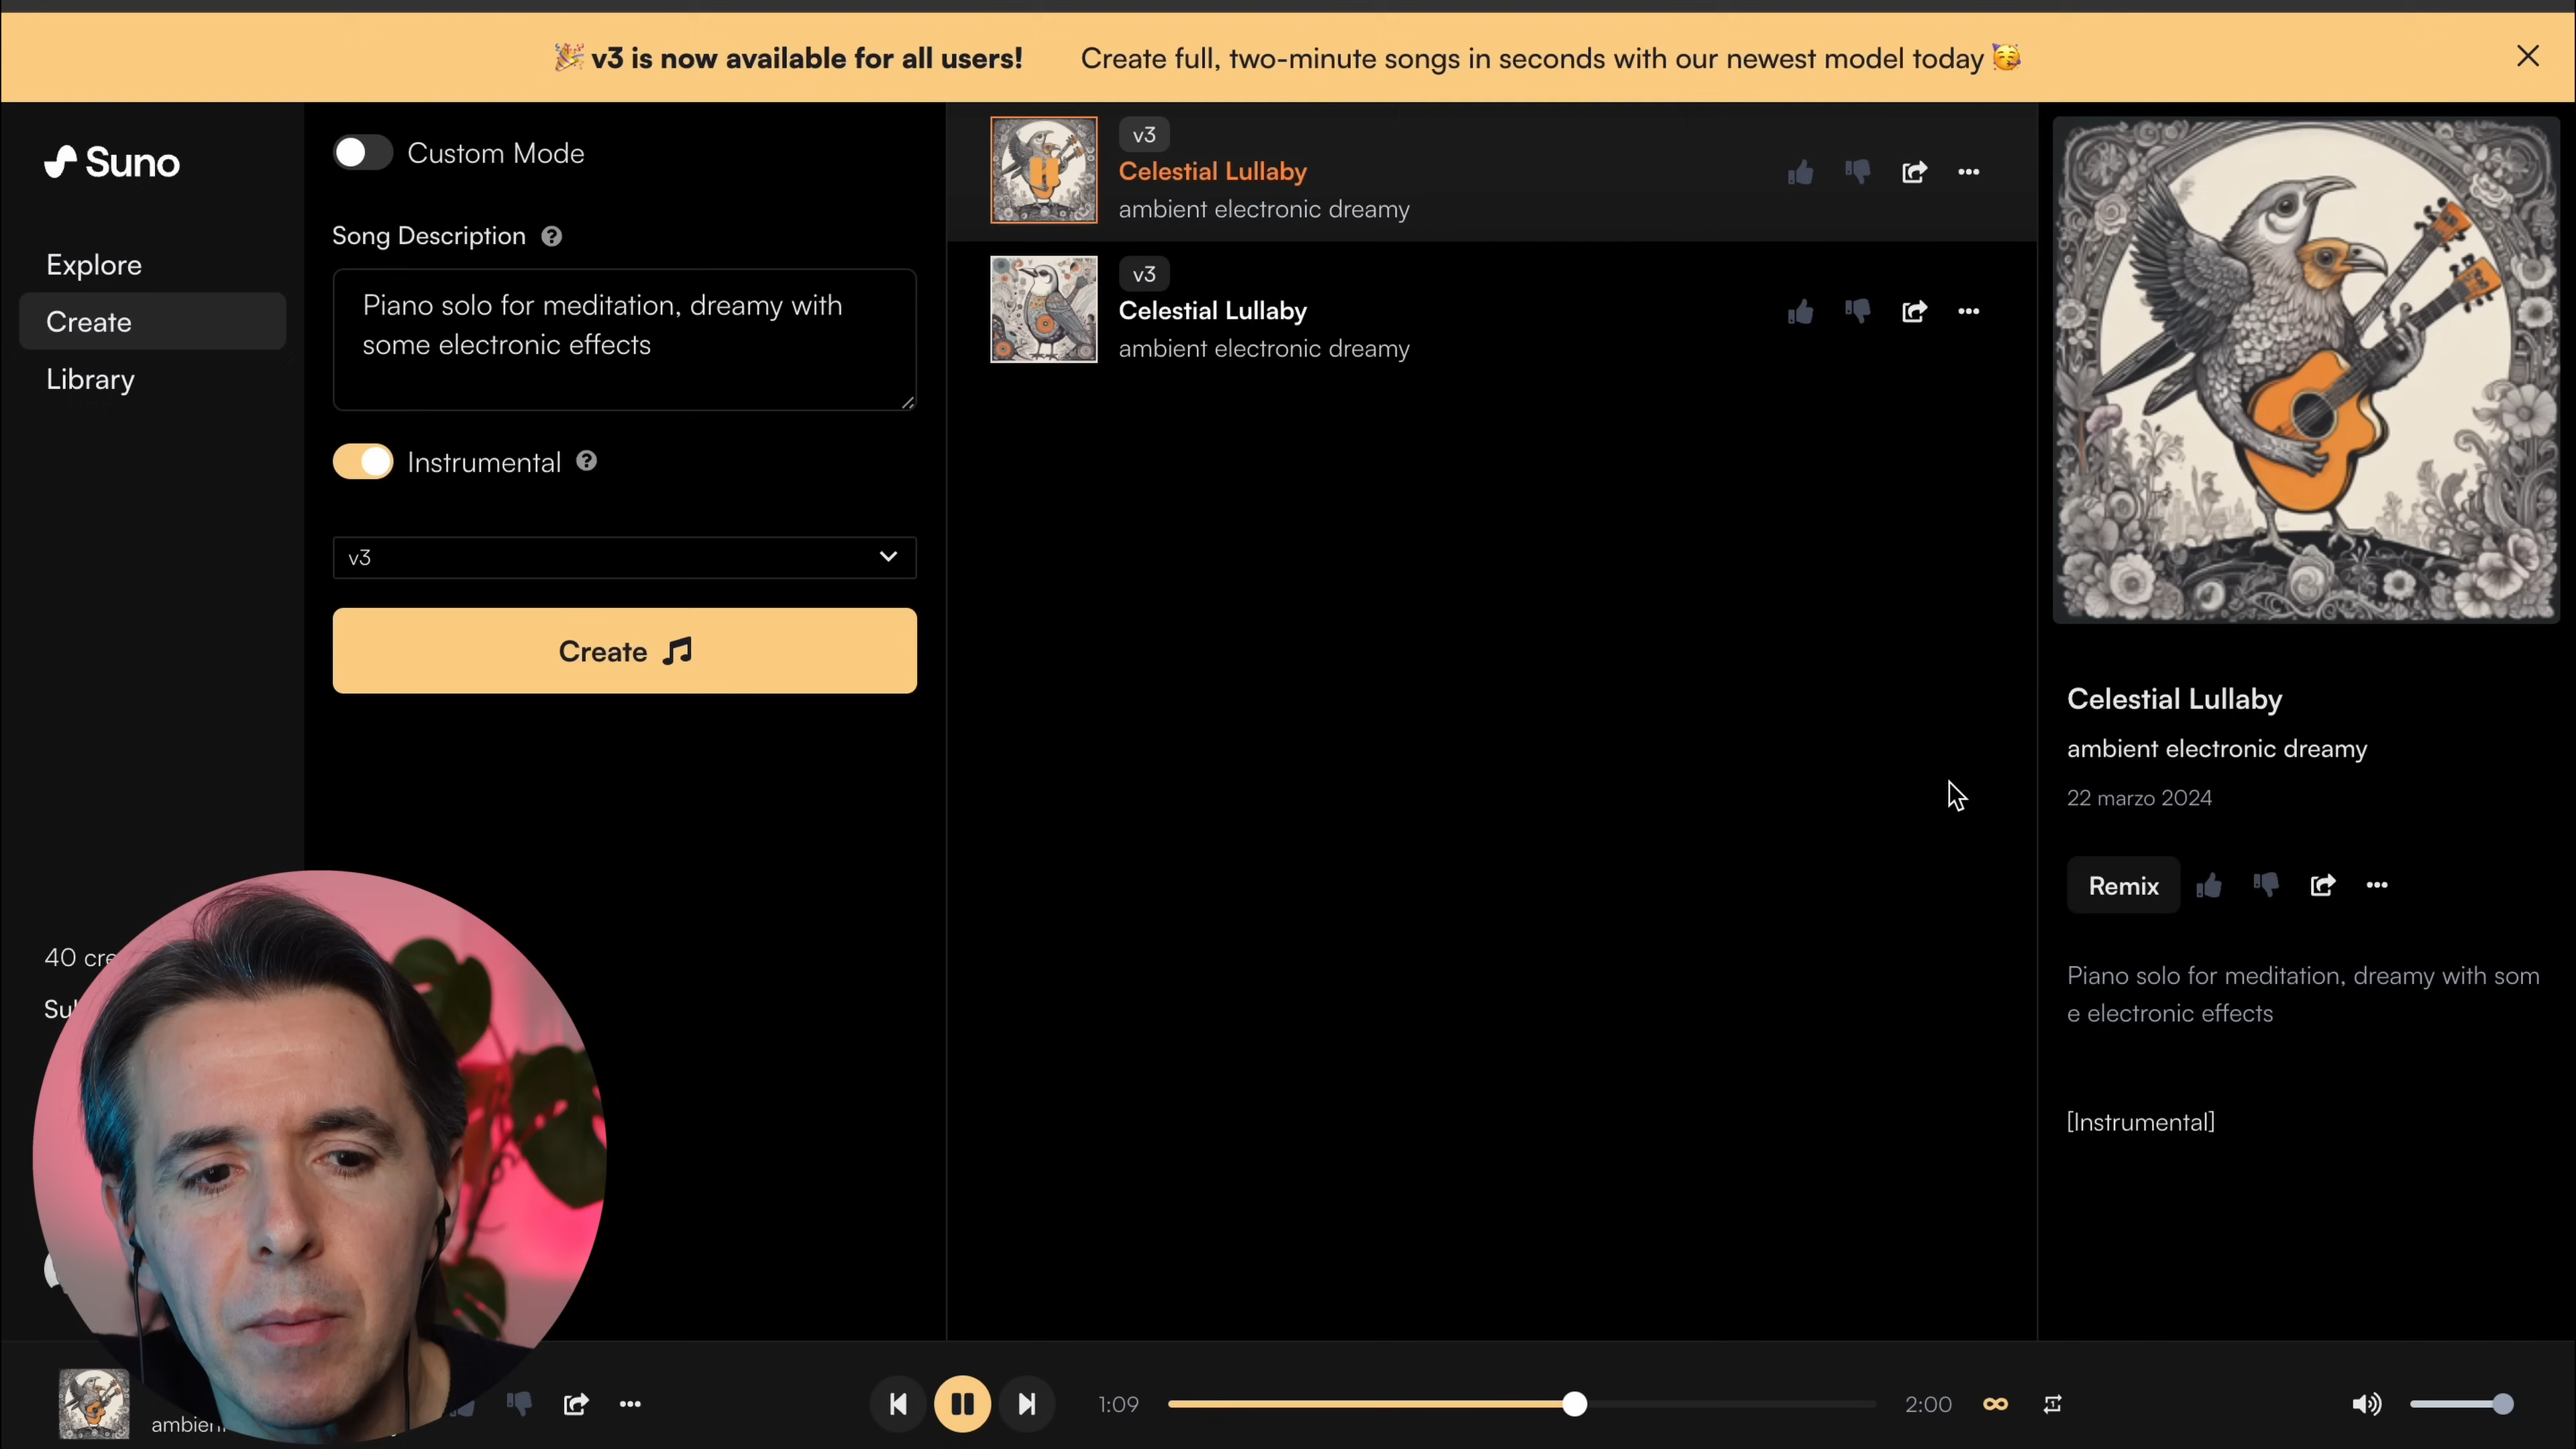 🎉 v3 is now available for all users! Create full, two-minute songs in seconds with our newest model today 🥳
Suno
Explore
Create
Library
40
Custom Mode
Song Description
Piano solo for meditation, dreamy with
some electronic effects
Instrumental
v3
Create
v3
Celestial Lullaby
ambient electronic dreamy
v3
Celestial Lullaby
ambient electronic dreamy
Celestial Lullaby
ambient electronic dreamy
22 marzo 2024
Remix
Piano solo for meditation, dreamy with som
e electronic effects
[Instrumental]
1:09
2:00